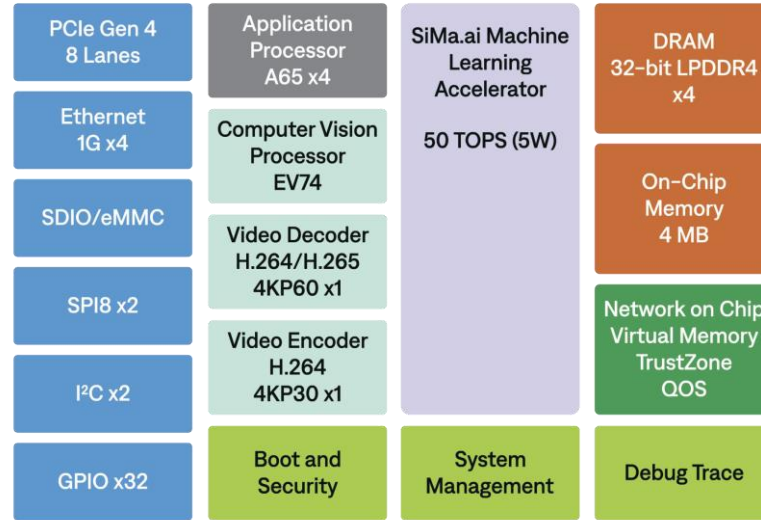 PCIe Gen 4
8 Lanes
Ethernet
1G x4
SDIO/eMMC
SPI8 x2
I²C x2
GPIO x32
Application
Processor
A65 x4
Computer Vision
Processor
EV74
Video Decoder
H.264/H.265
4KP60 x1
Video Encoder
H.264
4KP30 x1
Boot and
Security
SiMa.ai Machine
Learning
Accelerator
50 TOPS (5W)
System
Management
DRAM
32-bit LPDDR4
x4
On-Chip
Memory
4 MB
Network on Chip
Virtual Memory
TrustZone
QOS
Debug Trace